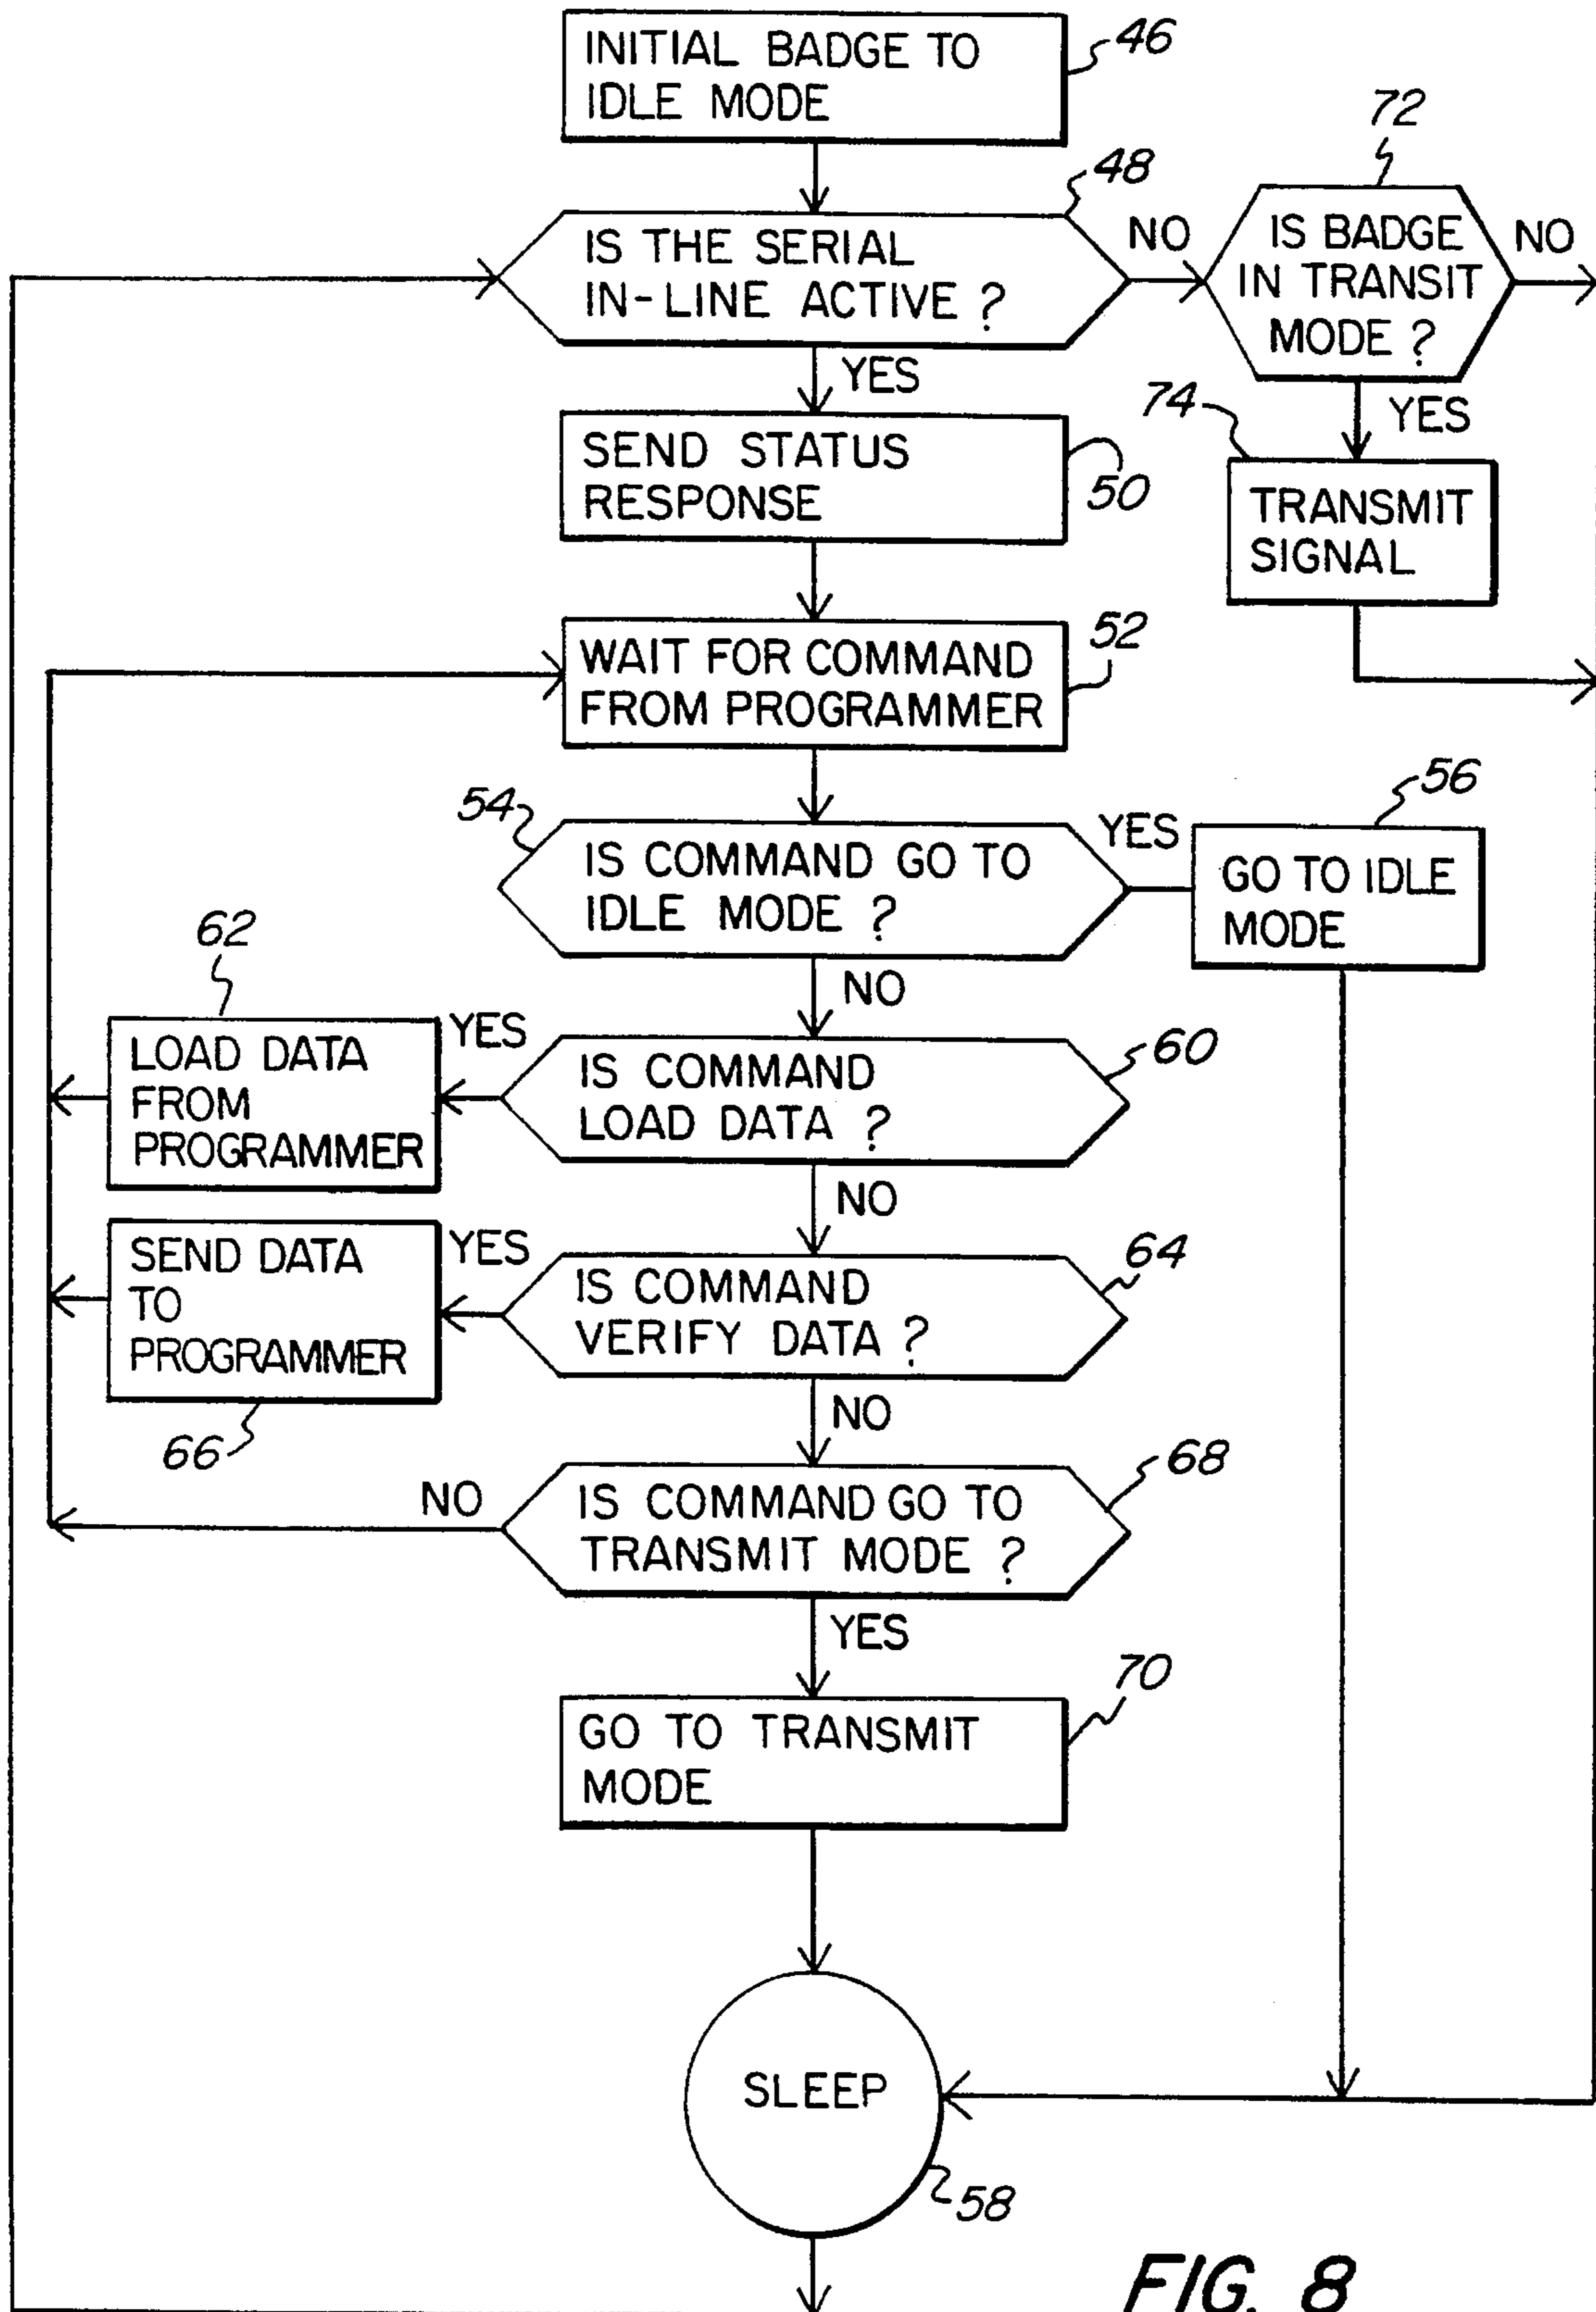 INITIAL BADGE TO
IDLE MODE
46
48
IS THE SERIAL
IN-LINE ACTIVE ?
NO
72
IS BADGE
IN TRANSIT
MODE ?
NO
YES
SEND STATUS
RESPONSE
50
YES
74
TRANSMIT
SIGNAL
WAIT FOR COMMAND
FROM PROGRAMMER
52
54
IS COMMAND GO TO
IDLE MODE ?
YES
56
GO TO IDLE
MODE
NO
62
LOAD DATA
FROM
PROGRAMMER
YES
IS COMMAND
LOAD DATA ?
60
NO
SEND DATA
TO
PROGRAMMER
66
YES
IS COMMAND
VERIFY DATA ?
64
NO
NO
IS COMMAND GO TO
TRANSMIT MODE ?
68
YES
GO TO TRANSMIT
MODE
70
SLEEP
58
FIG. 8